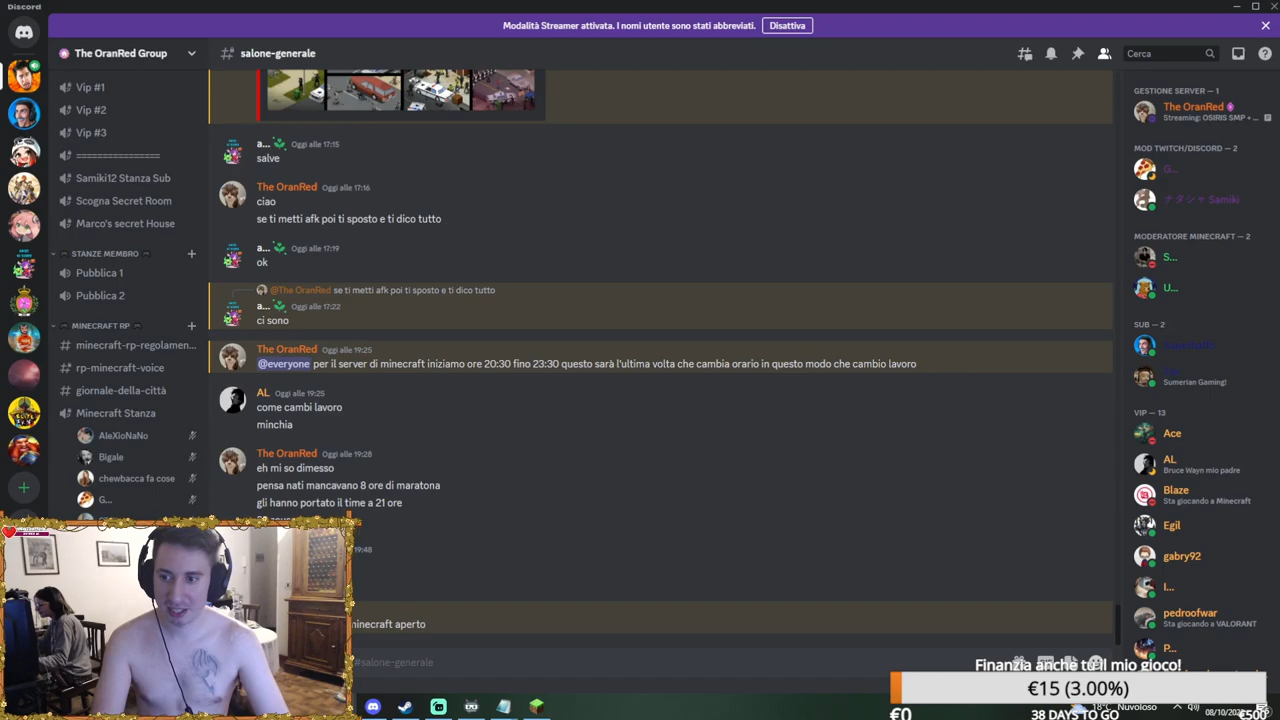 Discord
Modalità Streamer attivata. I nomi utente sono stati abbreviati.
Disattiva
The OranRed Group
salone-generale
Cerca
Vip #1
Vip #2
Vip #3
===============
Samiki12 Stanza Sub
Scogna Secret Room
Marco's secret House
STANZE MEMBRO
Pubblica 1
Pubblica 2
MINECRAFT RP
minecraft-rp-regolamen...
rp-minecraft-voice
giornale-della-città
Minecraft Stanza
AleXioNaNo
Bigale
chewbacca fa cose
G...
a... Oggi alle 17:15
salve
The OranRed Oggi alle 17:16
ciao
se ti metti afk poi ti sposto e ti dico tutto
a... Oggi alle 17:19
ok
@The OranRed se ti metti afk poi ti sposto e ti dico tutto
a... Oggi alle 17:22
ci sono
The OranRed Oggi alle 19:25
@everyone per il server di minecraft iniziamo ore 20:30 fino 23:30 questo sarà l'ultima volta che cambia orario in questo modo che cambio lavoro
AL Oggi alle 19:25
come cambi lavoro
minchia
The OranRed Oggi alle 19:28
eh mi so dimesso
pensa nati mancavano 8 ore di maratona
gli hanno portato il time a 21 ore
19:48
minecraft aperto
#salone-generale
GESTIONE SERVER — 1
The OranRed
Streaming: OSIRIS SMP + ...
MOD TWITCH/DISCORD — 2
G...
ナタシャ Samiki
MODERATORE MINECRAFT — 2
S...
U...
SUB — 2
Sumerian Gaming!
VIP — 13
Ace
AL
Bruce Wayn mio padre
Blaze
Sta giocando a Minecraft
Egil
gabry92
I...
pedroofwar
Sta giocando a VALORANT
P...
Finanzia anche tu il mio gioco!
€15 (3.00%)
€0
38 DAYS TO GO
€500
18°C Nuvoloso